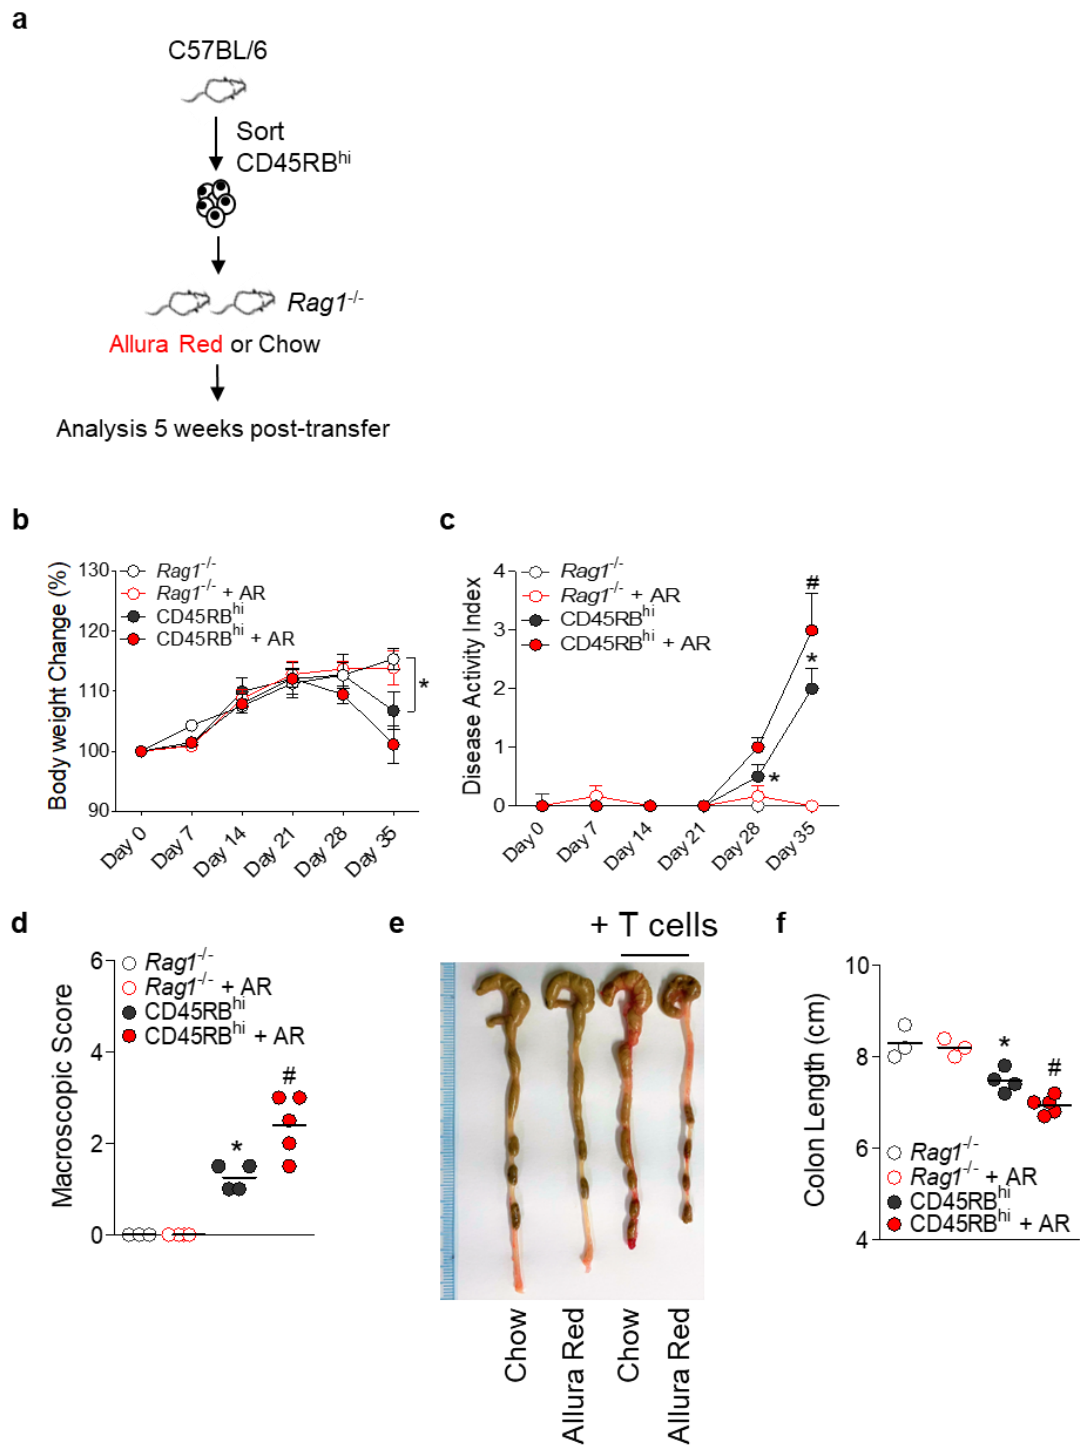 a
C57BL/6
Sort
CD45RBhi
Rag1-/-
Allura Red or Chow
Analysis 5 weeks post-transfer
b
Body weight Change (%)
130
120
110
100
90
Rag1-/-
Rag1-/- + AR
CD45RBhi
CD45RBhi + AR
*
Day 0
Day 7
Day 14
Day 21
Day 28
Day 35
c
Disease Activity Index
4
3
2
1
0
Rag1-/-
Rag1-/- + AR
CD45RBhi
CD45RBhi + AR
#
*
*
Day 0
Day 7
Day 14
Day 21
Day 28
Day 35
d
Macroscopic Score
6
4
2
0
Rag1-/-
Rag1-/- + AR
CD45RBhi
CD45RBhi + AR
*
#
e
+ T cells
Chow
Allura Red
Chow
Allura Red
f
Colon Length (cm)
10
8
6
4
*
#
Rag1-/-
Rag1-/- + AR
CD45RBhi
CD45RBhi + AR